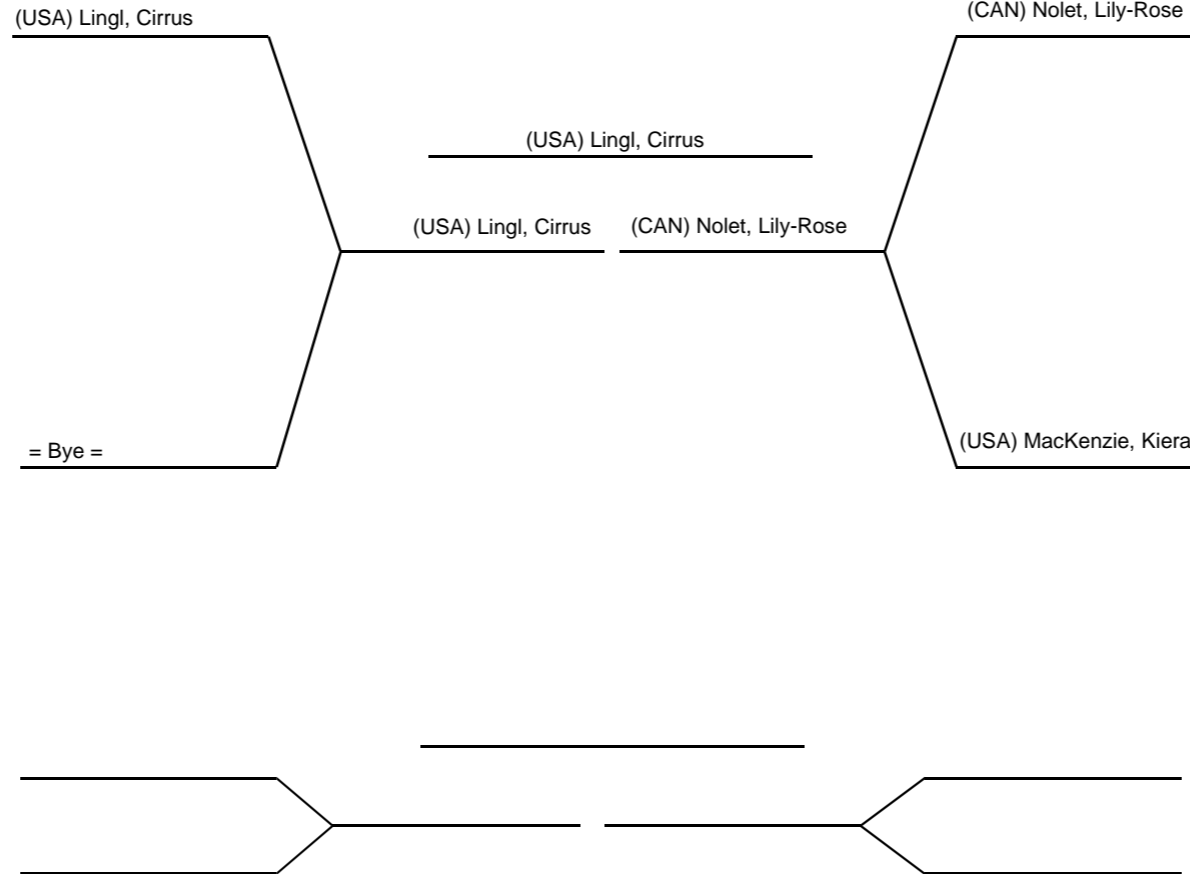 (USA) Lingl, Cirrus
(CAN) Nolet, Lily-Rose
(USA) Lingl, Cirrus
(USA) Lingl, Cirrus
(CAN) Nolet, Lily-Rose
= Bye =
(USA) MacKenzie, Kiera